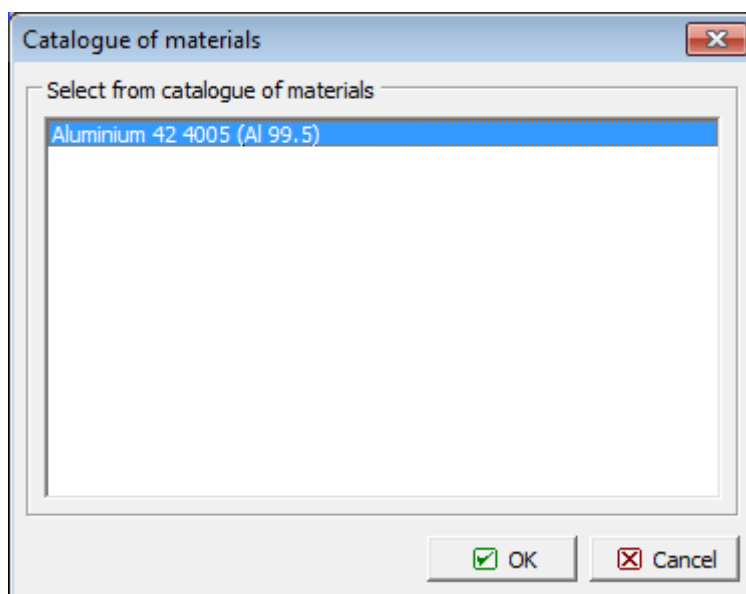 Catalogue of materials
Select from catalogue of materials
Aluminium 42 4005 (Al 99.5)
OK
Cancel